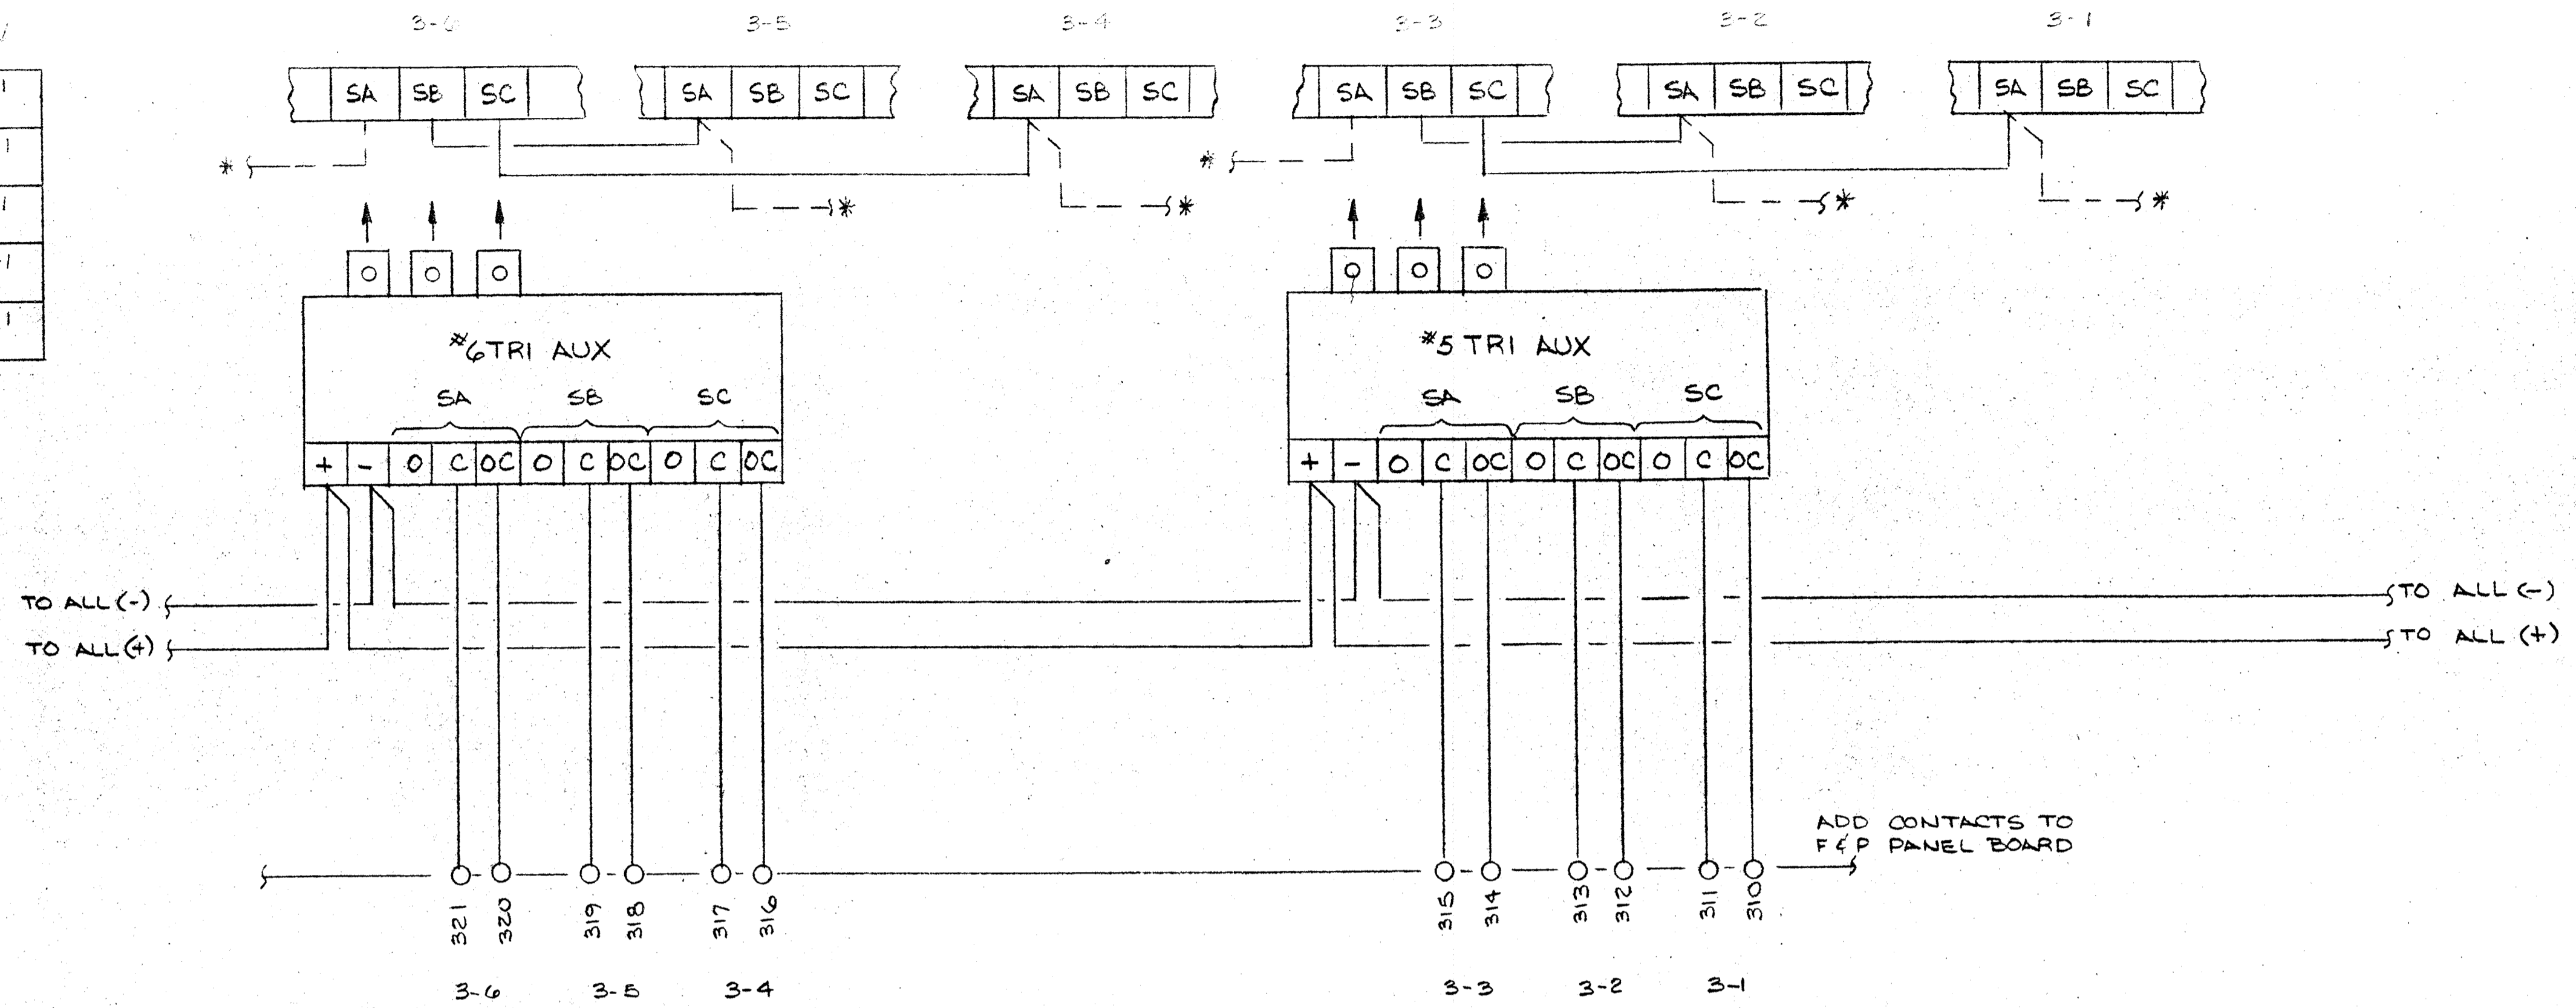 3-6 3-5 3-4 3-3 3-2 3-1
SA SB SC SA SB SC SA SB SC SA SB SC SA SB SC SA SB SC
* * * * * *
#6 TRI AUX
SA SB SC
+ - O C OC O C OC O C OC
#5 TRI AUX
SA SB SC
+ - O C OC O C OC O C OC
TO ALL (-)
TO ALL (+)
TO ALL (-)
TO ALL (+)
ADD CONTACTS TO
F & P PANEL BOARD
321 320 319 318 317 316 315 314 313 312 311 310
3-6 3-5 3-4 3-3 3-2 3-1